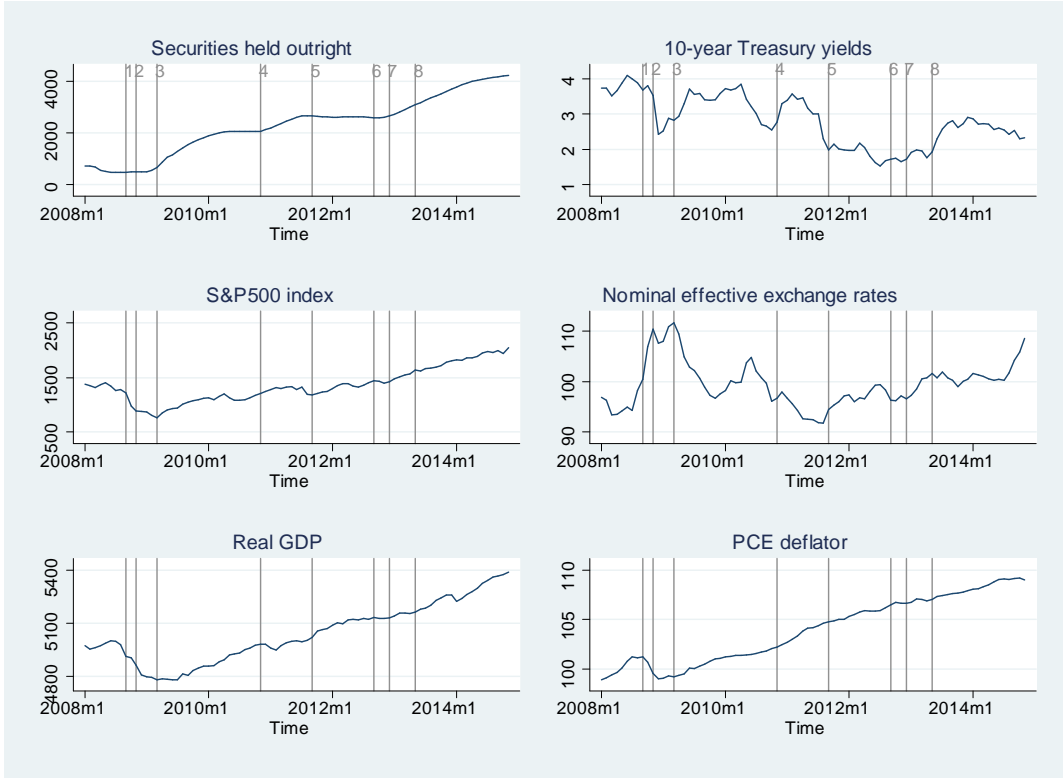 Securities held outright
1 2 3 4 5 6 7 8
4000
2000
0
2008m1 2010m1 2012m1 2014m1
Time
10-year Treasury yields
1 2 3 4 5 6 7 8
4
3
2
1
2008m1 2010m1 2012m1 2014m1
Time
S&P500 index
2500
1500
500
2008m1 2010m1 2012m1 2014m1
Time
Nominal effective exchange rates
110
100
90
2008m1 2010m1 2012m1 2014m1
Time
Real GDP
5400
5100
4800
2008m1 2010m1 2012m1 2014m1
Time
PCE deflator
110
105
100
2008m1 2010m1 2012m1 2014m1
Time